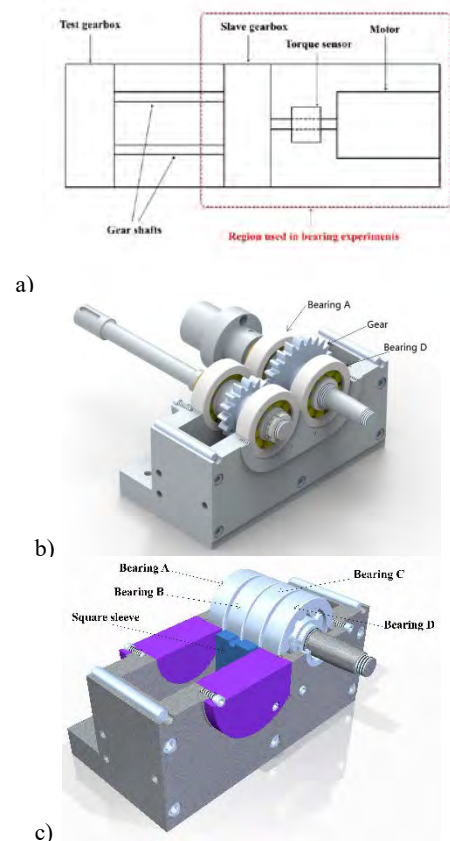 Test gearbox
Slave gearbox
Motor
Torque sensor
Gear shafts
Region used in bearing experiments
a)
Bearing A
Gear
Bearing D
b)
Bearing A
Bearing C
Bearing B
Square sleeve
Bearing D
c)